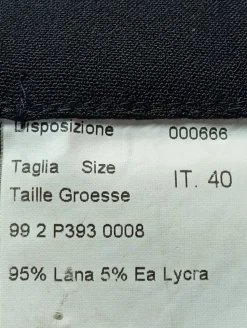 Disposizione 000666
Taglia Size
Taille Groesse IT. 40
99 2 P393 0008
95% Lana 5% Ea Lycra